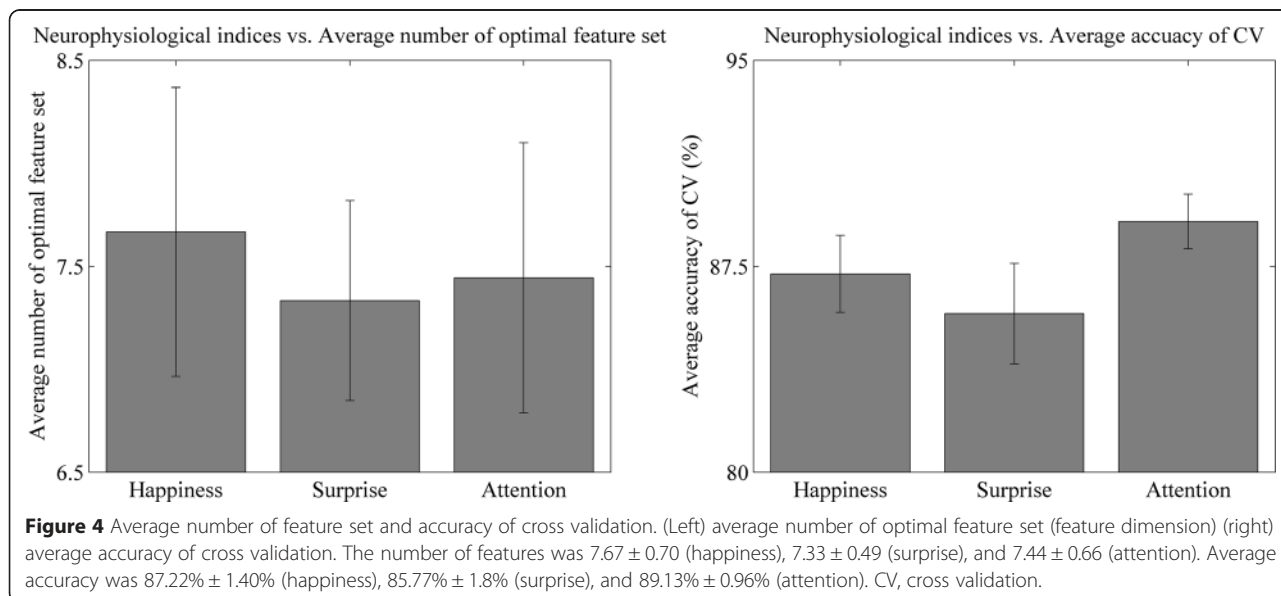 Neurophysiological indices vs. Average number of optimal feature set
8.5
7.5
6.5
Average number of optimal feature set
Happiness
Surprise
Attention
Neurophysiological indices vs. Average accuacy of CV
95
87.5
80
Average accuracy of CV (%)
Happiness
Surprise
Attention
Figure 4 Average number of feature set and accuracy of cross validation. (Left) average number of optimal feature set (feature dimension) (right)
average accuracy of cross validation. The number of features was 7.67 ± 0.70 (happiness), 7.33 ± 0.49 (surprise), and 7.44 ± 0.66 (attention). Average
accuracy was 87.22% ± 1.40% (happiness), 85.77% ± 1.8% (surprise), and 89.13% ± 0.96% (attention). CV, cross validation.